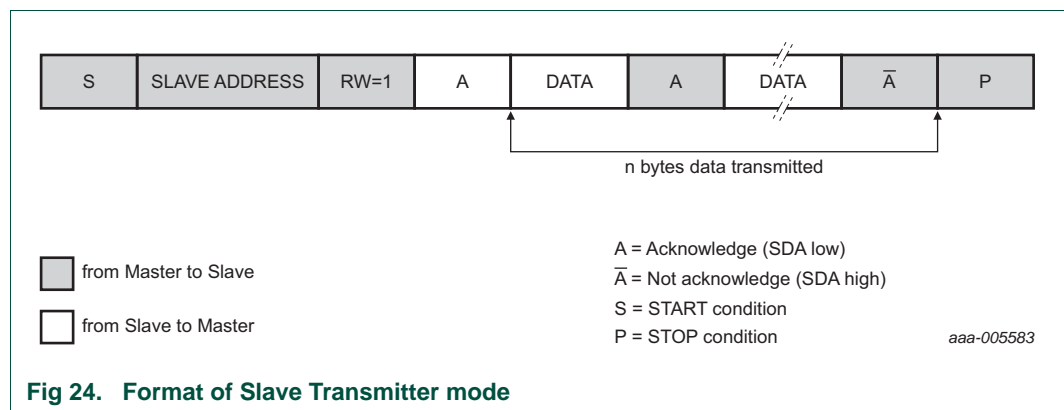 S SLAVE ADDRESS RW=1 A DATA A DATA A̅ P
n bytes data transmitted
from Master to Slave
from Slave to Master
A = Acknowledge (SDA low)
A̅ = Not acknowledge (SDA high)
S = START condition
P = STOP condition
aaa-005583
Fig 24. Format of Slave Transmitter mode